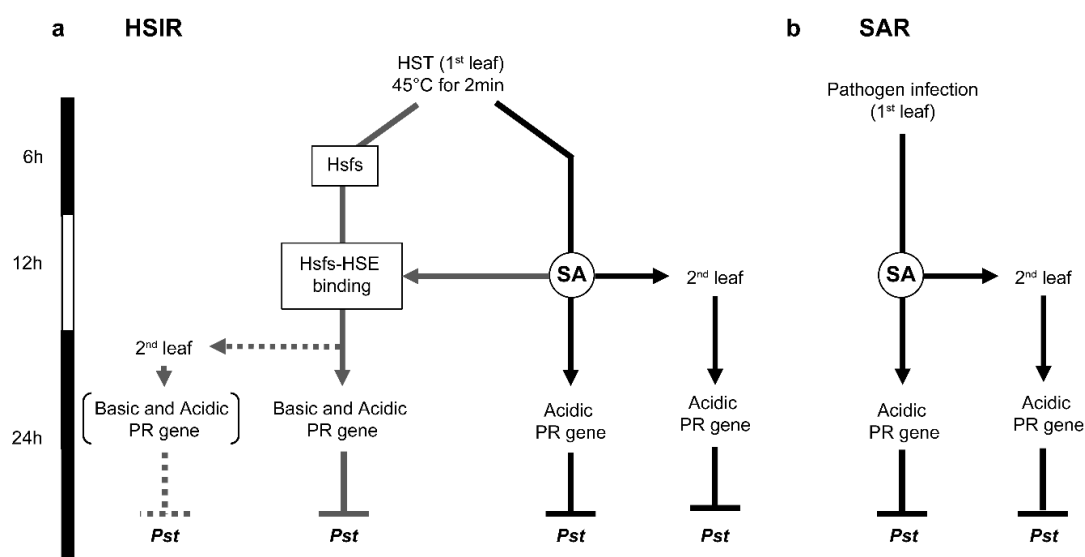 a HSIR
HST (1st leaf)
45°C for 2min
6h
Hsfs
12h
Hsfs-HSE
binding
SA
2nd leaf
2nd leaf
24h
Basic and Acidic
PR gene
Basic and Acidic
PR gene
Acidic
PR gene
Acidic
PR gene
Pst
Pst
Pst
Pst
b SAR
Pathogen infection
(1st leaf)
SA
2nd leaf
Acidic
PR gene
Acidic
PR gene
Pst
Pst